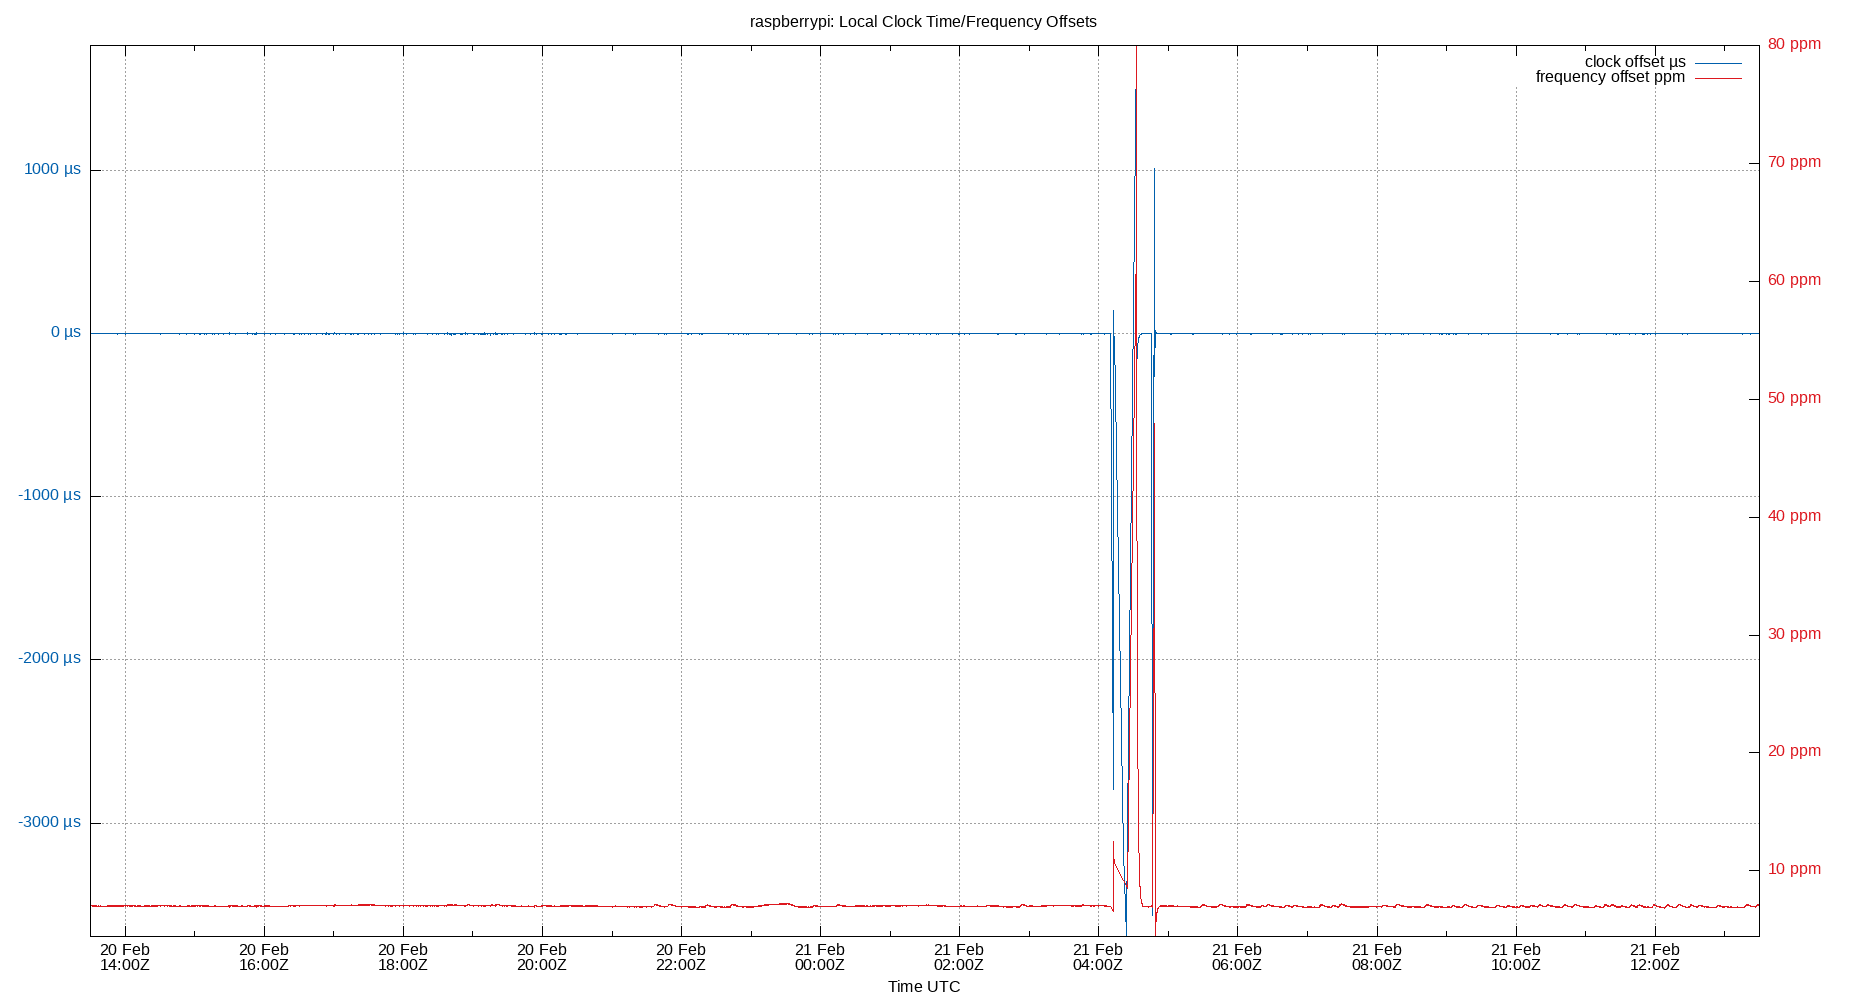 raspberrypi: Local Clock Time/Frequency Offsets
80 ppm
clock offset µs
frequency offset ppm
1000 µs
70 ppm
60 ppm
0 µs
50 ppm
-1000 µs
40 ppm
30 ppm
-2000 µs
20 ppm
-3000 µs
10 ppm
20 Feb 20 Feb 20 Feb 20 Feb 20 Feb 21 Feb 21 Feb 21 Feb 21 Feb 21 Feb 21 Feb 21 Feb
14:00Z 16:00Z 18:00Z 20:00Z 22:00Z 00:00Z 02:00Z 04:00Z 06:00Z 08:00Z 10:00Z 12:00Z
Time UTC